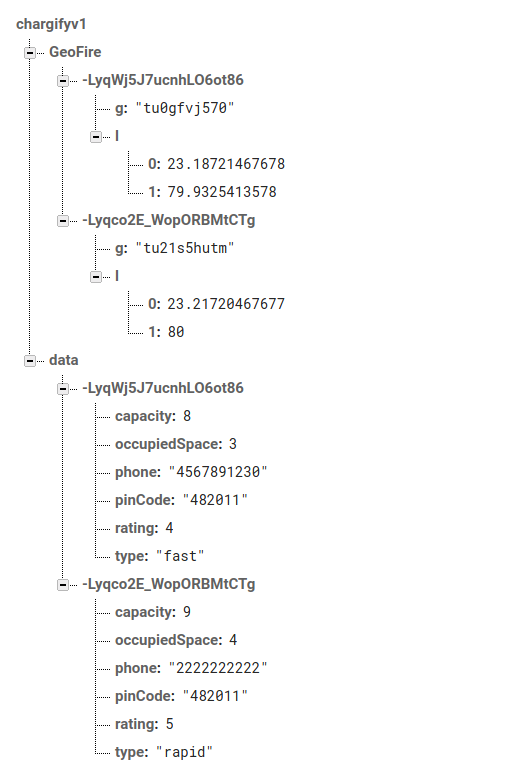 chargifyv1
GeoFire
-LyqWj5J7ucnhLO6ot86
g: "tu0gfvj570"
l
0: 23.18721467678
1: 79.9325413578
-Lyqco2E_WopORBMtCTg
g: "tu21s5hutm"
l
0: 23.21720467677
1: 80
data
-LyqWj5J7ucnhLO6ot86
capacity: 8
occupiedSpace: 3
phone: "4567891230"
pinCode: "482011"
rating: 4
type: "fast"
-Lyqco2E_WopORBMtCTg
capacity: 9
occupiedSpace: 4
phone: "2222222222"
pinCode: "482011"
rating: 5
type: "rapid"